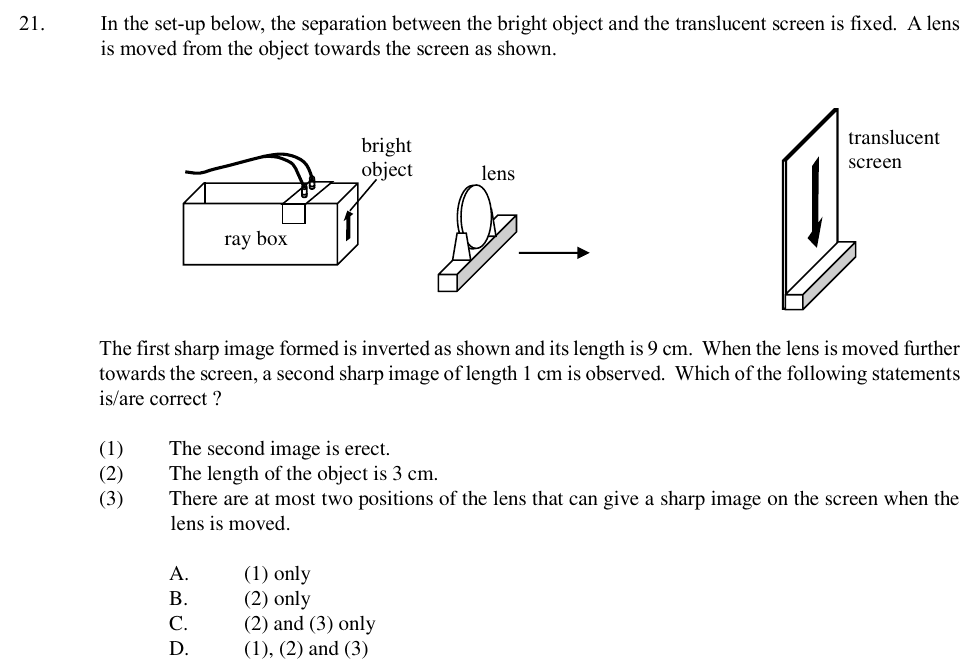 21. In the set-up below, the separation between the bright object and the translucent screen is fixed. A lens
is moved from the object towards the screen as shown.
bright
object
lens
translucent
screen
ray box
The first sharp image formed is inverted as shown and its length is 9 cm. When the lens is moved further
towards the screen, a second sharp image of length 1 cm is observed. Which of the following statements
is/are correct ?
(1) The second image is erect.
(2) The length of the object is 3 cm.
(3) There are at most two positions of the lens that can give a sharp image on the screen when the
lens is moved.
A. (1) only
B. (2) only
C. (2) and (3) only
D. (1), (2) and (3)